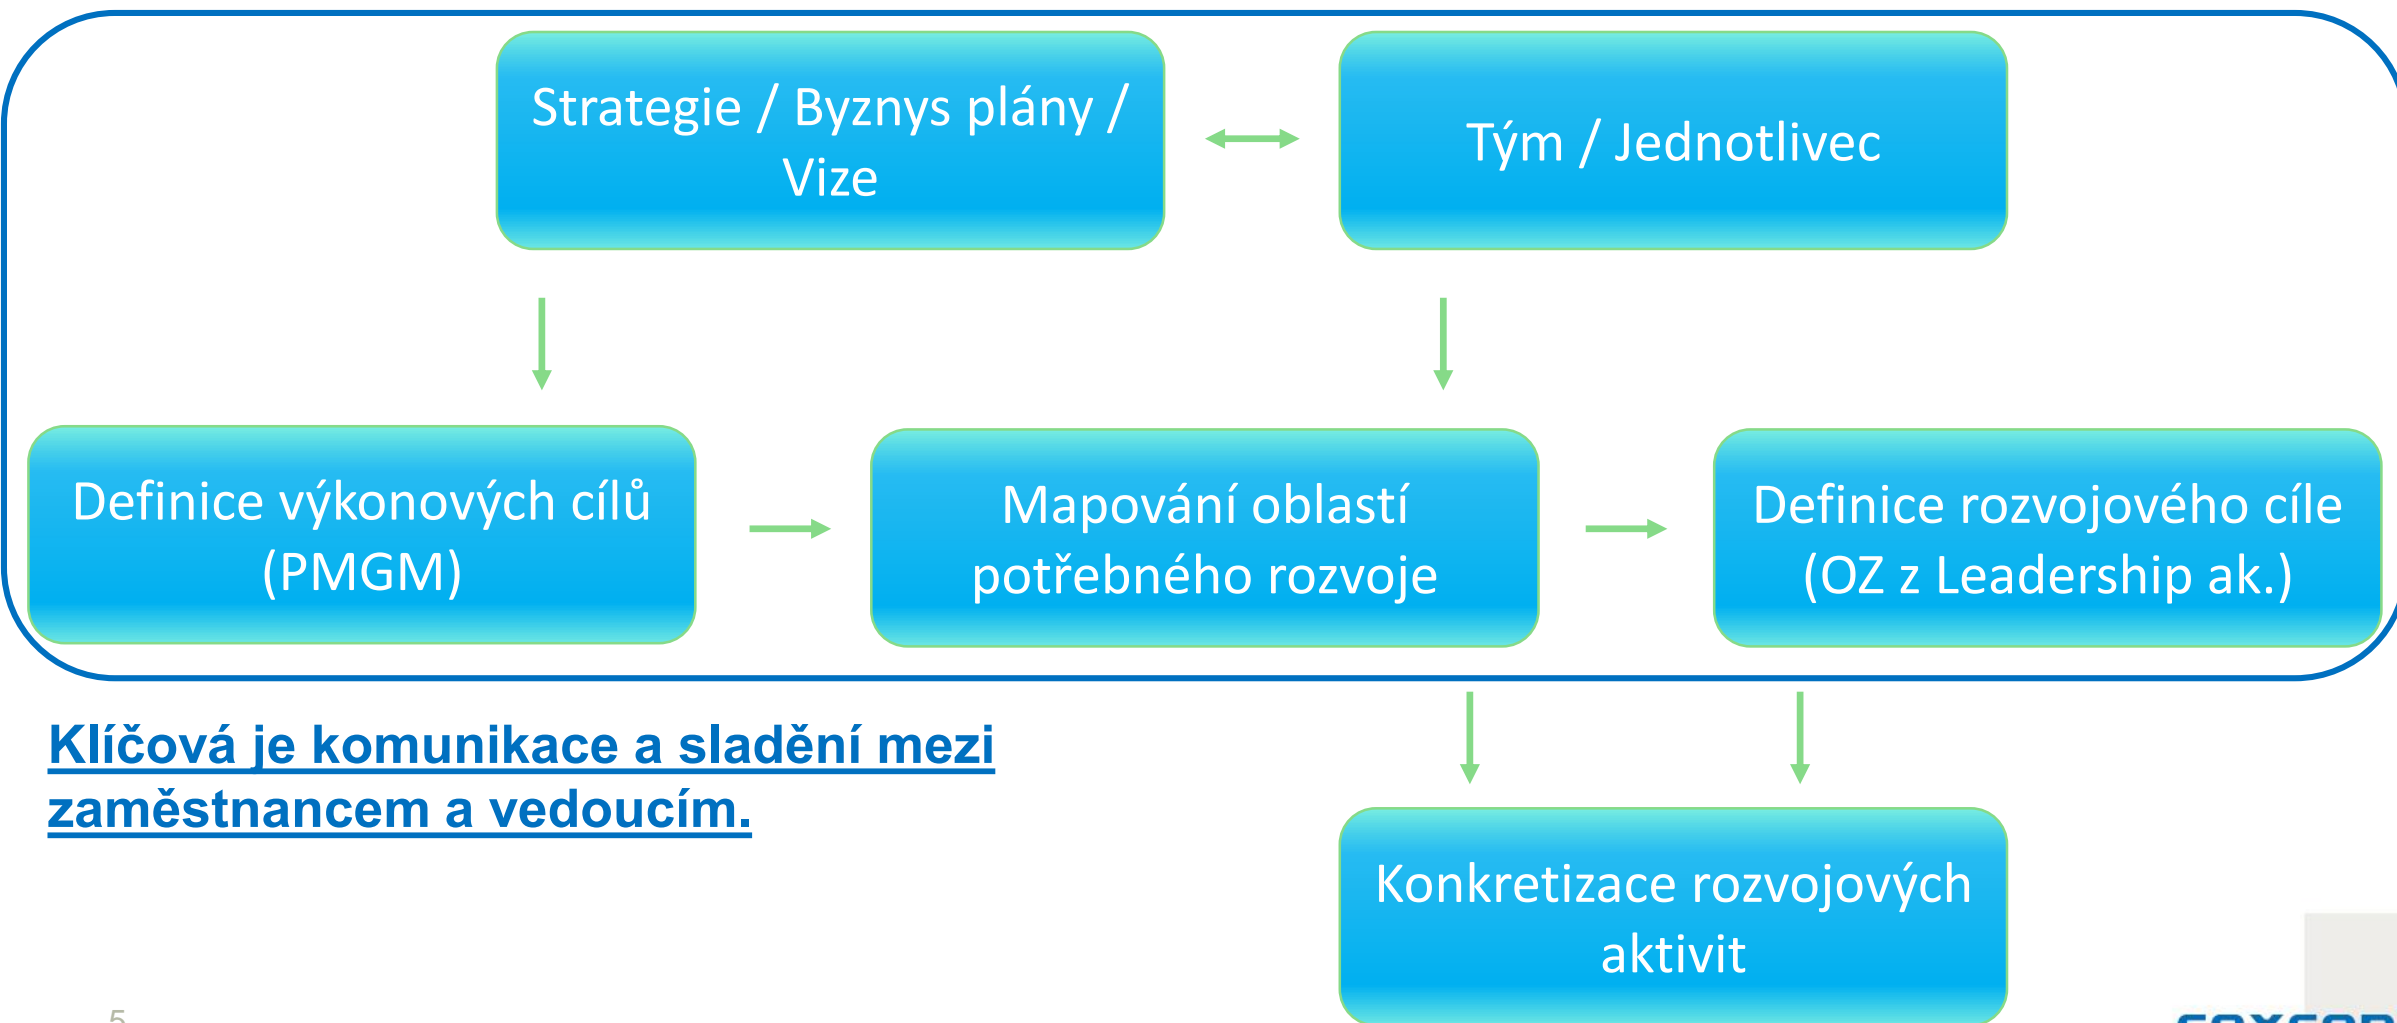 Strategie / Byznys plány /
Vize
Tým / Jednotlivec
Definice výkonových cílů
(PMGM)
Mapování oblastí
potřebného rozvoje
Definice rozvojového cíle
(OZ z Leadership ak.)
Klíčová je komunikace a sladění mezi
zaměstnancem a vedoucím.
Konkretizace rozvojových
aktivit
5